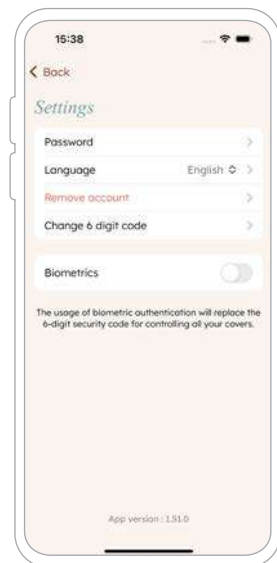 15:38
Back
Settings
Password
Language English
Remove account
Change 6 digit code
Biometrics
The usage of biometric authentication will replace the
6-digit security code for controlling all your covers.
App version : 1.51.0